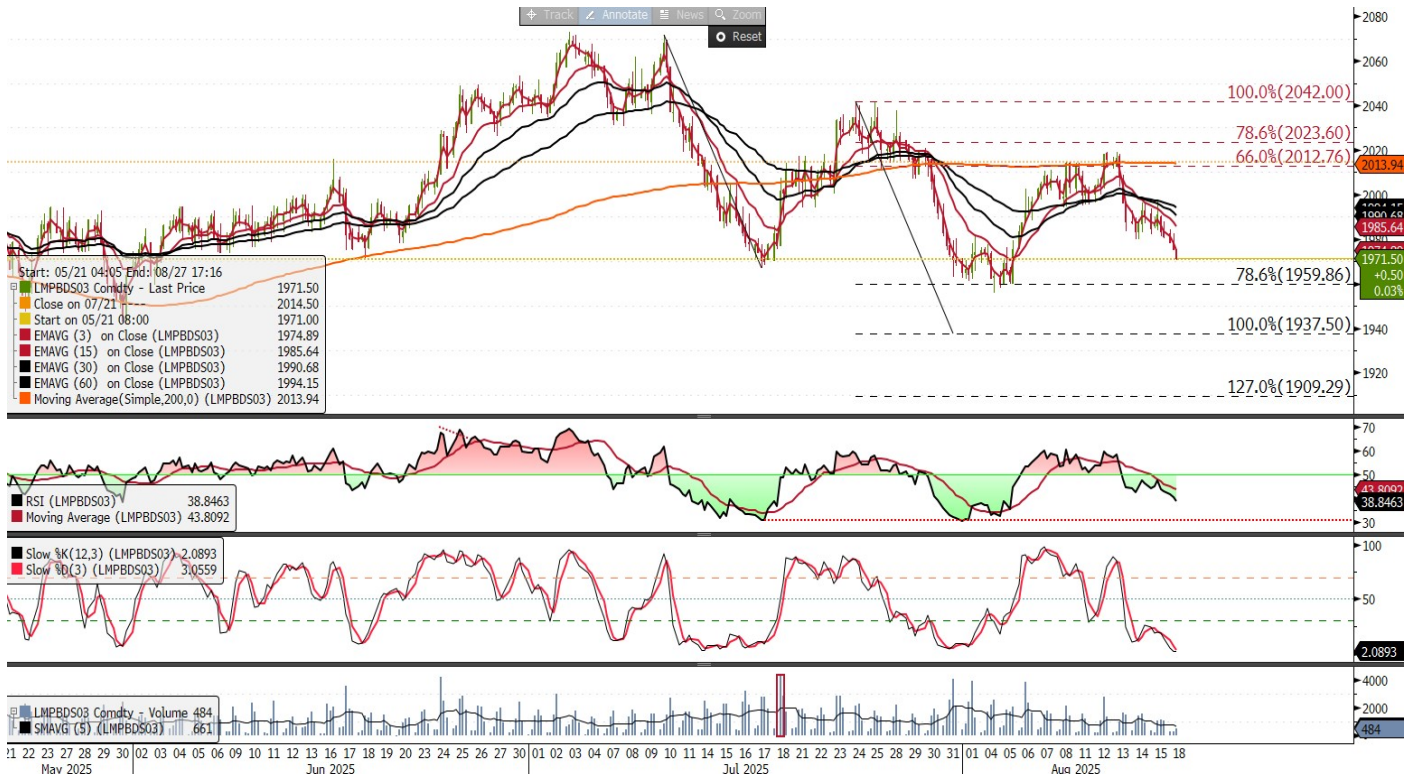 Track Annotate News Zoom
Reset
2080
2060
2040
2020
2000
1980
1940
1920
100.0%(2042.00)
78.6%(2023.60)
66.0%(2012.76)
2013.94
1990.68
1985.64
1971.50
+0.50
0.03%
78.6%(1959.86)
100.0%(1937.50)
127.0%(1909.29)
Start: 05/21 04:05 End: 08/27 17:16
LMPBDS03 Comdty - Last Price 1971.50
Close on 07/21 ---- 2014.50
Start on 05/21 08:00 1971.00
EMAVG (3) on Close (LMPBDS03) 1974.89
EMAVG (15) on Close (LMPBDS03) 1985.64
EMAVG (30) on Close (LMPBDS03) 1990.68
EMAVG (60) on Close (LMPBDS03) 1994.15
Moving Average(Simple,200,0) (LMPBDS03) 2013.94
70
60
50
43.8092
38.8463
30
RSI (LMPBDS03) 38.8463
Moving Average (LMPBDS03) 43.8092
Slow %K(12,3) (LMPBDS03) 2.0893
Slow %D(3) (LMPBDS03) 3.0559
100
50
2.0893
LMPBDS03 Comdty - Volume 484
SMAVG (5) (LMPBDS03) 661
4000
2000
484
21 22 23 27 28 29 30 02 03 04 05 06 09 10 11 12 13 16 17 18 19 20 23 24 25 26 27 30 01 02 03 04 07 08 09 10 11 14 15 16 17 18 21 22 23 24 25 28 29 30 31 01 04 05 06 07 08 11 12 13 14 15 18
May 2025 Jun 2025 Jul 2025 Aug 2025